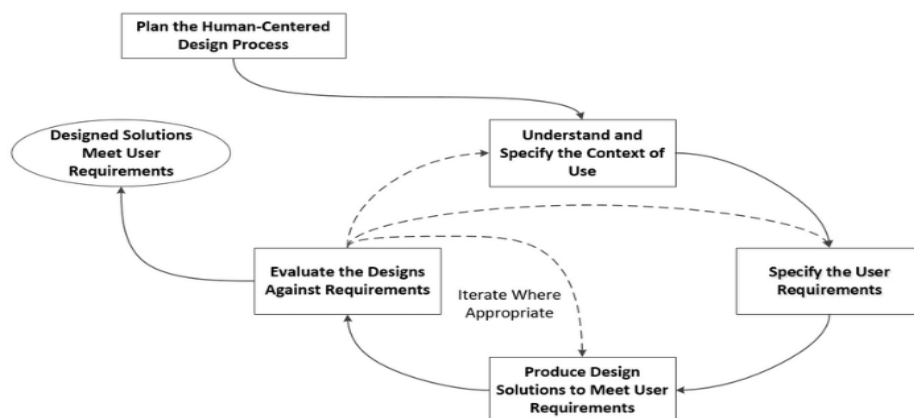 Plan the Human-Centered
Design Process
Designed Solutions
Meet User
Requirements
Understand and
Specify the Context of
Use
Evaluate the Designs
Against Requirements
Specify the User
Requirements
Iterate Where
Appropriate
Produce Design
Solutions to Meet User
Requirements